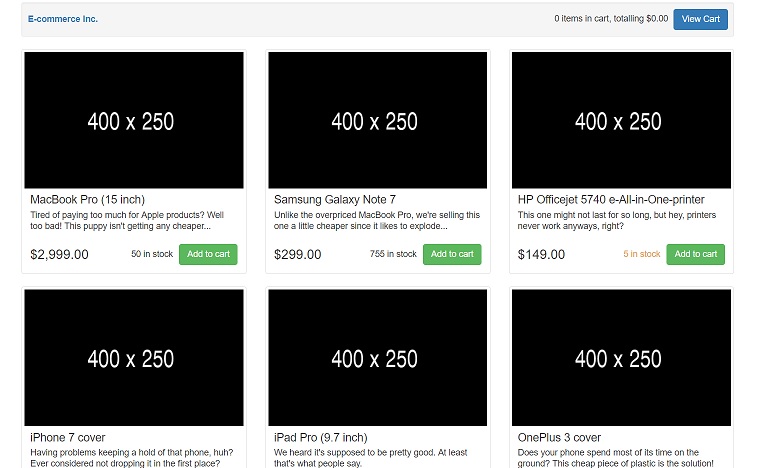 E-commerce Inc.
0 items in cart, totalling $0.00
View Cart
400 x 250
400 x 250
400 x 250
MacBook Pro (15 inch)
Tired of paying too much for Apple products? Well
too bad! This puppy isn't getting any cheaper...
$2,999.00
50 in stock
Add to cart
Samsung Galaxy Note 7
Unlike the overpriced MacBook Pro, we're selling this
one a little cheaper since it likes to explode...
$299.00
755 in stock
Add to cart
HP Officejet 5740 e-All-in-One-printer
This one might not last for so long, but hey, printers
never work anyways, right?
$149.00
5 in stock
Add to cart
400 x 250
400 x 250
400 x 250
iPhone 7 cover
Having problems keeping a hold of that phone, huh?
Ever considered not dropping it in the first place?
iPad Pro (9.7 inch)
We heard it's supposed to be pretty good. At least
that's what people say.
OnePlus 3 cover
Does your phone spend most of its time on the
ground? This cheap piece of plastic is the solution!